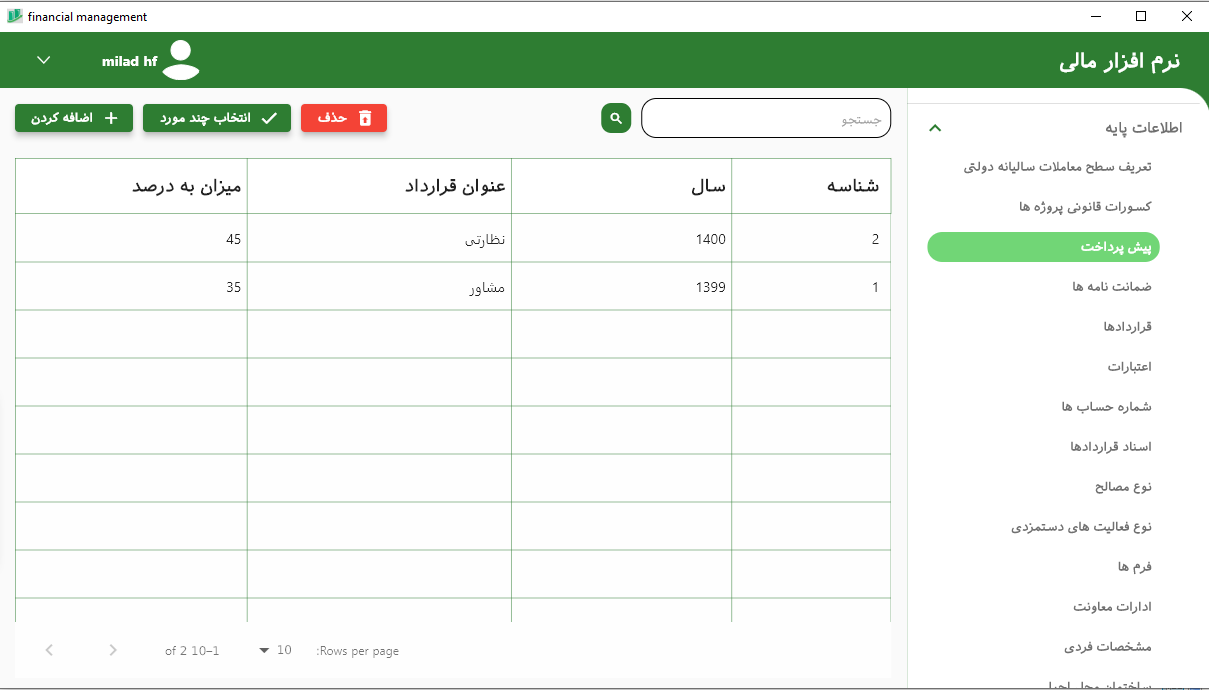 financial management
نرم افزار مالی
milad hf
اطلاعات پایه
تعریف سطح معاملات سالیانه دولتی
کسورات قانونی پروژه ها
پیش پرداخت
ضمانت نامه ها
قراردادها
اعتبارات
شماره حساب ها
اسناد قراردادها
نوع مصالح
نوع فعالیت های دستمزدی
فرم ها
ادارات معاونت
مشخصات فردی
جستجو
حذف
انتخاب چند مورد
اضافه کردن
شناسه سال عنوان قرارداد میزان به درصد
2 1400 نظارتی 45
1 1399 مشاور 35
:Rows per page 10 of 2 10–1